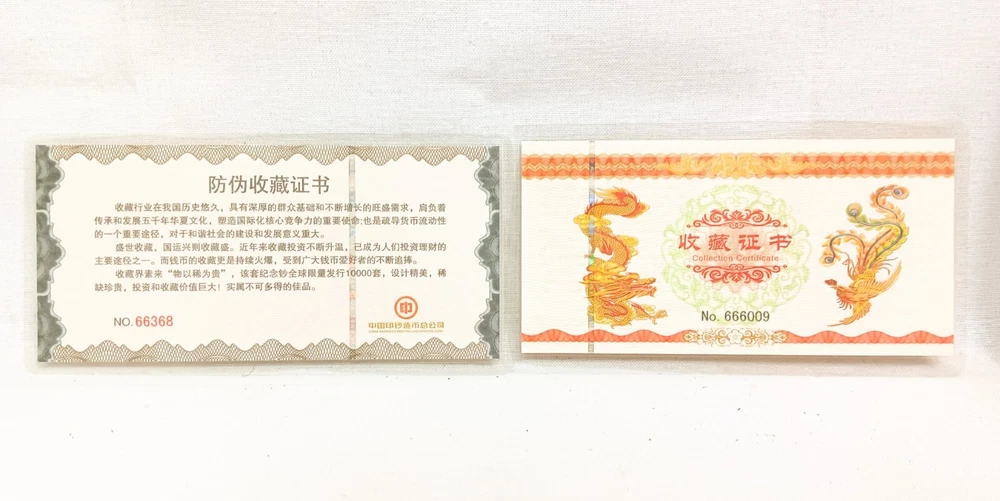 防伪收藏证书
收藏行业在我国历史悠久，具有深厚的群众基础和不断增长的旺盛需求，肩负着
传承和发展五千年华夏文化，塑造国际化核心竞争力的重要使命;也是疏导货币流动性
的一个重要途径，对于和谐社会的建设和发展意义重大。
盛世收藏，国运兴则收藏盛。近年来收藏投资不断升温，已成为人们投资理财的
主要途径之一。而钱币的收藏更是持续火爆，受到广大钱币爱好者的不断追捧。
收藏界素来“物以稀为贵”，该套纪念钞全球限量发行10000套，设计精美，稀
缺珍贵，投资和收藏价值巨大！实属不可多得的佳品。
NO.66368
中国印钞造币总公司
收藏证书
Collection Certificate
No. 666009